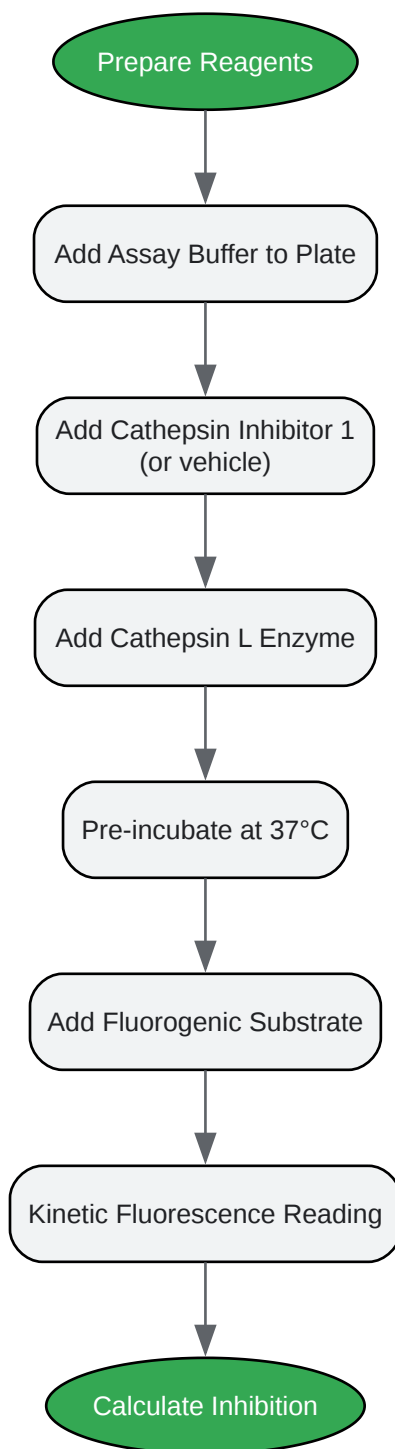 Prepare Reagents
Add Assay Buffer to Plate
Add Cathepsin Inhibitor 1
(or vehicle)
Add Cathepsin L Enzyme
Pre-incubate at 37°C
Add Fluorogenic Substrate
Kinetic Fluorescence Reading
Calculate Inhibition